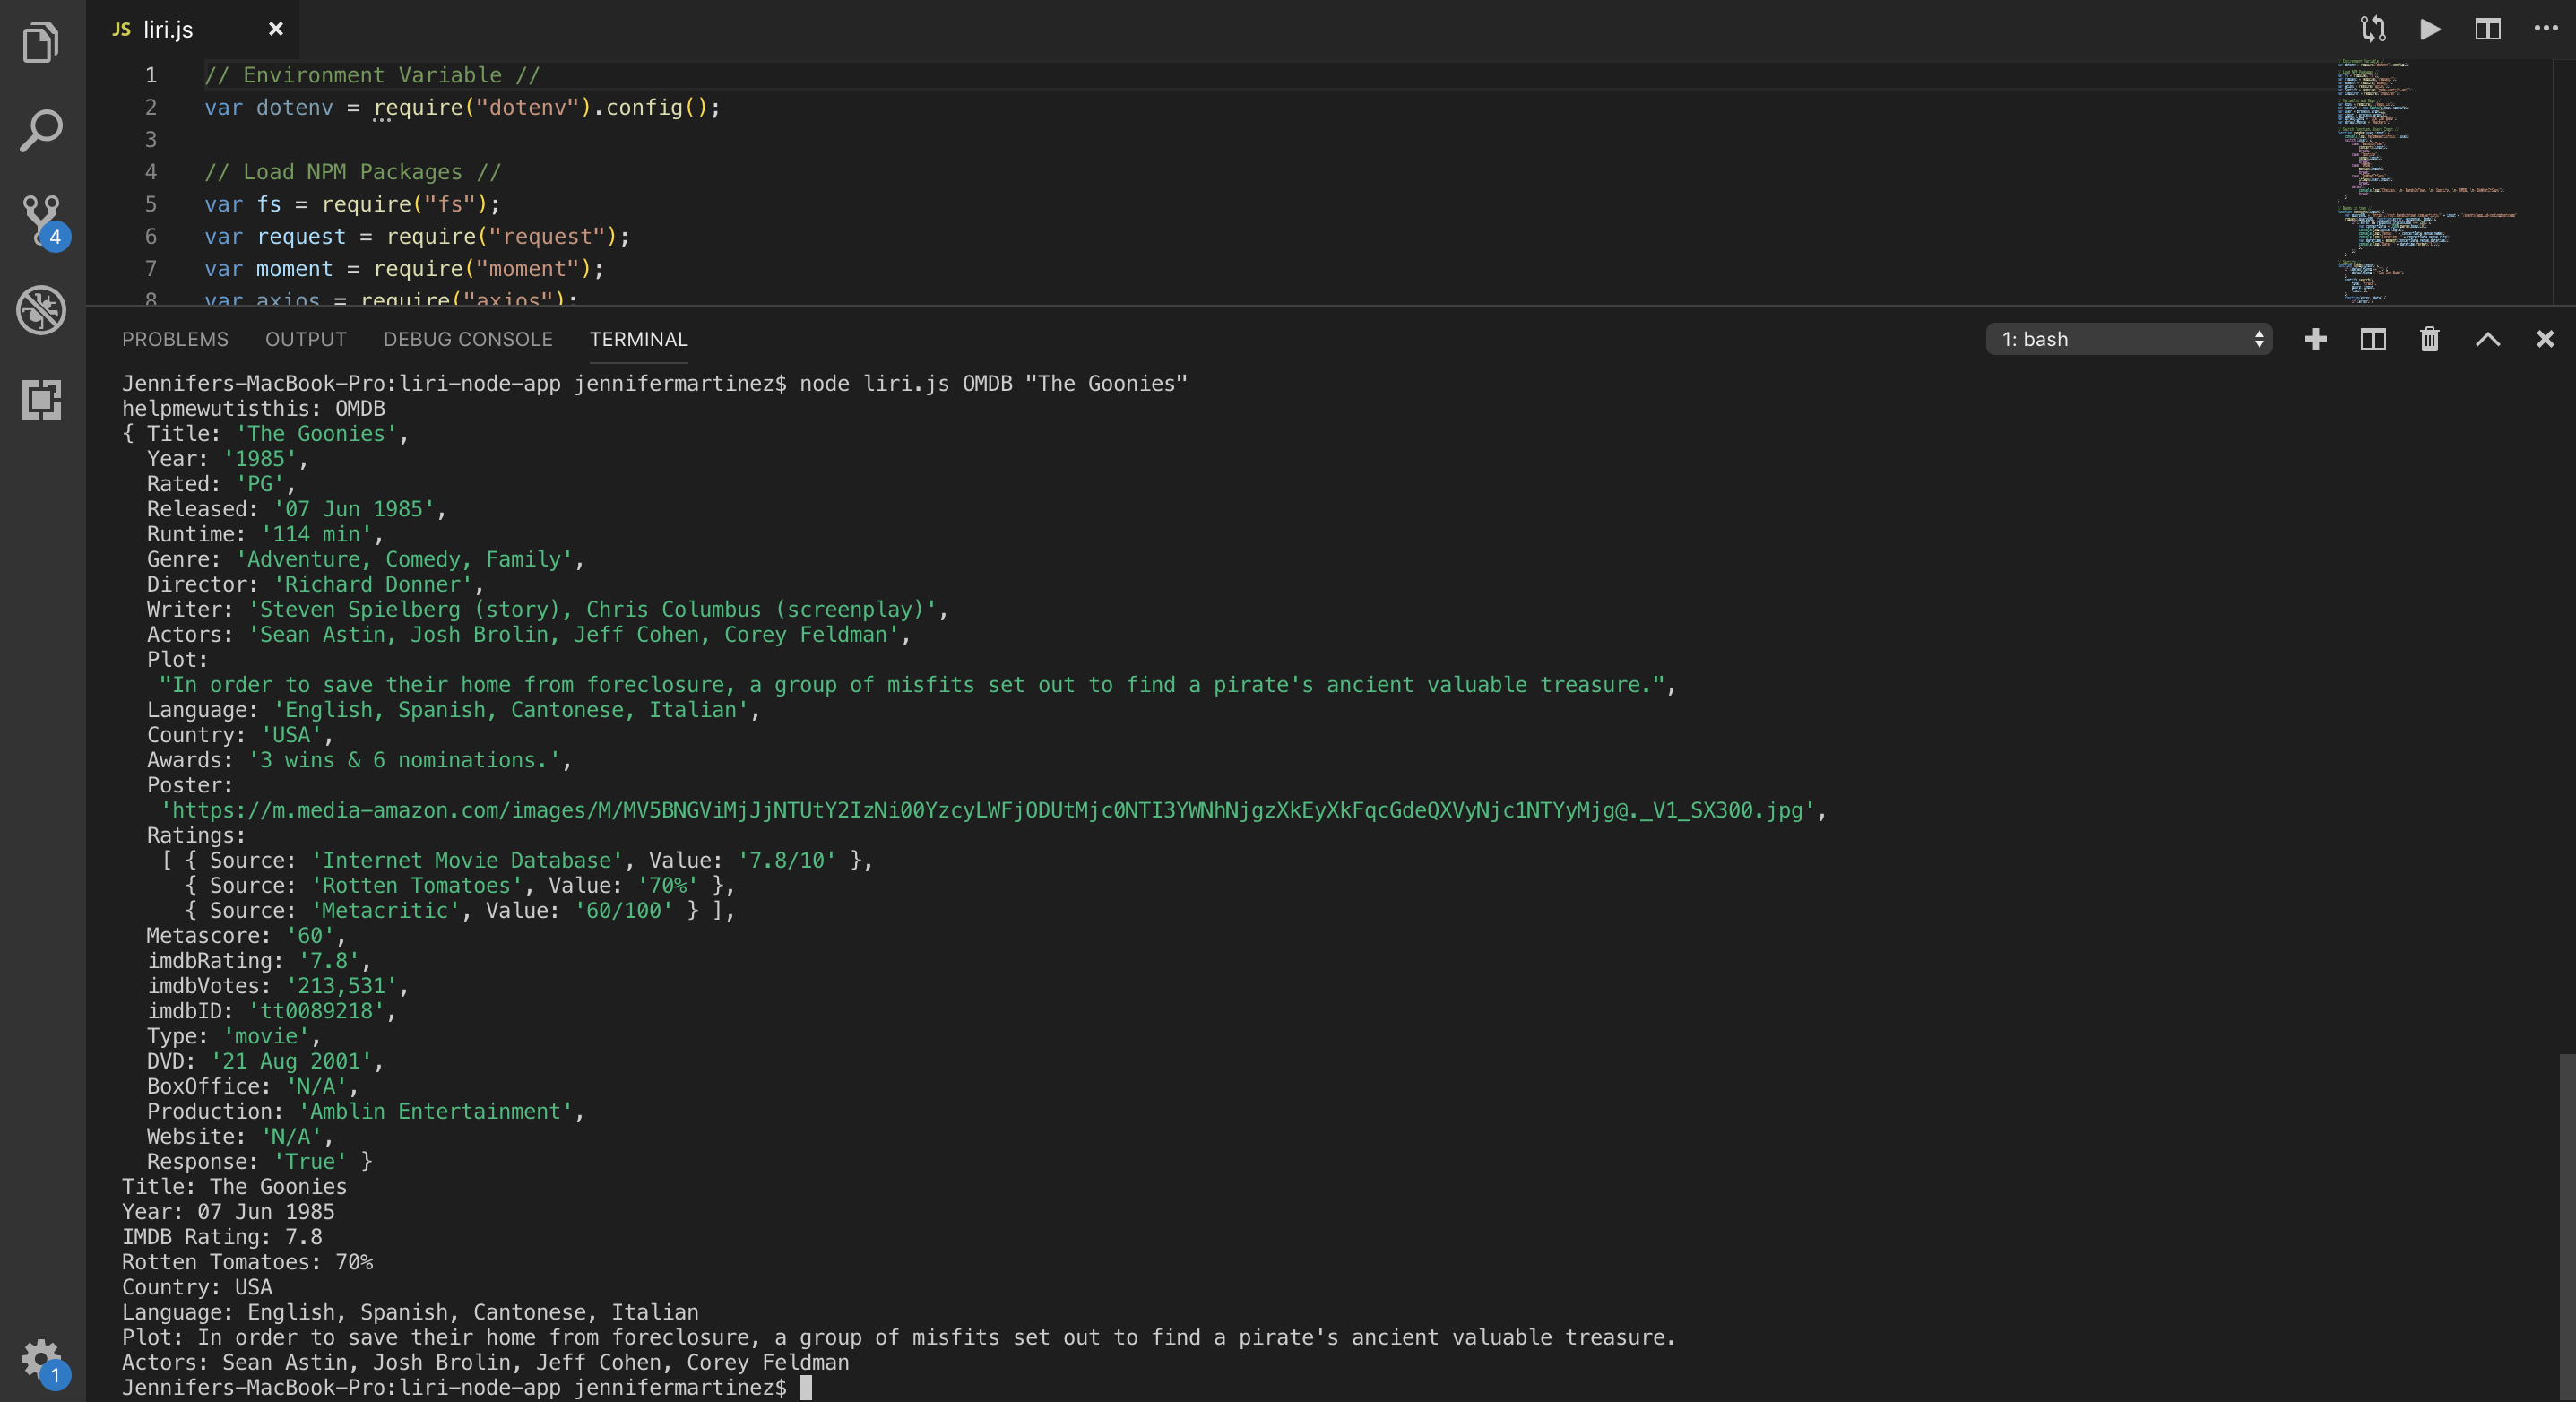 JS liri.js
1 // Environment Variable //
2 var dotenv = require("dotenv").config();
3
4 // Load NPM Packages //
5 var fs = require("fs");
6 var request = require("request");
7 var moment = require("moment");
8 var axios = require("axios");
4
PROBLEMS OUTPUT DEBUG CONSOLE TERMINAL 1: bash
Jennifers-MacBook-Pro:liri-node-app jennifermartinez$ node liri.js OMDB "The Goonies"
helpmewutisthis: OMDB
{ Title: 'The Goonies',
Year: '1985',
Rated: 'PG',
Released: '07 Jun 1985',
Runtime: '114 min',
Genre: 'Adventure, Comedy, Family',
Director: 'Richard Donner',
Writer: 'Steven Spielberg (story), Chris Columbus (screenplay)',
Actors: 'Sean Astin, Josh Brolin, Jeff Cohen, Corey Feldman',
Plot:
"In order to save their home from foreclosure, a group of misfits set out to find a pirate's ancient valuable treasure.",
Language: 'English, Spanish, Cantonese, Italian',
Country: 'USA',
Awards: '3 wins & 6 nominations.',
Poster:
'https://m.media-amazon.com/images/M/MV5BNGViMjJjNTUtY2IzNi00YzcyLWFjODUtMjc0NTI3YWNhNjgzXkEyXkFqcGdeQXVyNjc1NTYyMjg@._V1_SX300.jpg',
Ratings:
[ { Source: 'Internet Movie Database', Value: '7.8/10' },
{ Source: 'Rotten Tomatoes', Value: '70%' },
{ Source: 'Metacritic', Value: '60/100' } ],
Metascore: '60',
imdbRating: '7.8',
imdbVotes: '213,531',
imdbID: 'tt0089218',
Type: 'movie',
DVD: '21 Aug 2001',
BoxOffice: 'N/A',
Production: 'Amblin Entertainment',
Website: 'N/A',
Response: 'True' }
Title: The Goonies
Year: 07 Jun 1985
IMDB Rating: 7.8
Rotten Tomatoes: 70%
Country: USA
Language: English, Spanish, Cantonese, Italian
Plot: In order to save their home from foreclosure, a group of misfits set out to find a pirate's ancient valuable treasure.
Actors: Sean Astin, Josh Brolin, Jeff Cohen, Corey Feldman
Jennifers-MacBook-Pro:liri-node-app jennifermartinez$
1